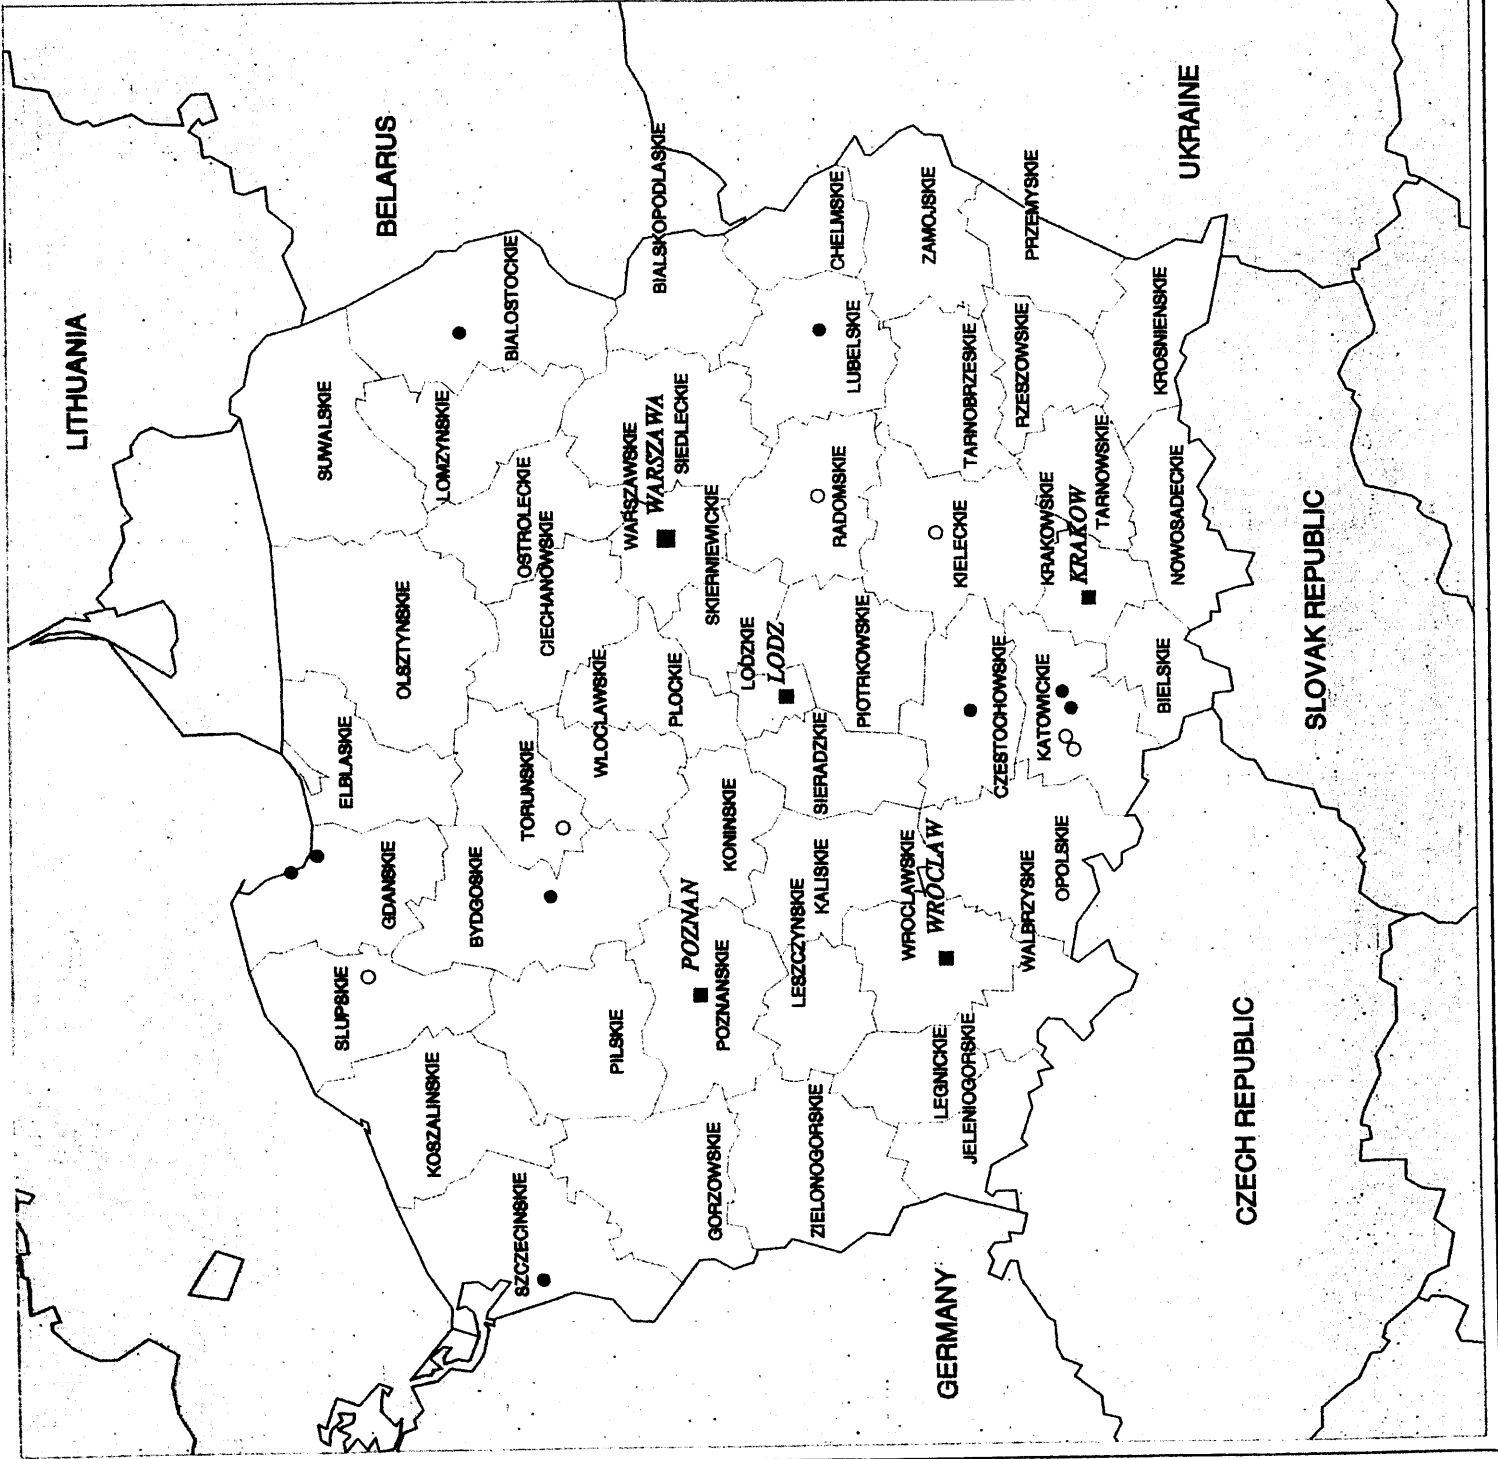 LITHUANIA
BELARUS
UKRAINE
SLOVAK REPUBLIC
CZECH REPUBLIC
GERMANY
SUWALSKIE
BIALOSTOCKIE
LOMZYNSKIE
OLSZTYNSKIE
ELBLASKIE
GDANSKIE
SLUPSKIE
KOSZALINSKIE
SZCZECINSKIE
BYDGOSKIE
TORUNSKIE
OSTROLECKIE
CIECHANOWSKIE
WLOCLAWSKIE
PILSKIE
BIALSKOPODLASKIE
WARSZAWSKIE
WARSZAWA
SIEDLECKIE
PLOCKIE
SKIERNIEWICKIE
POZNAN
POZNANSKIE
KONINSKIE
GORZOWSKIE
LODZKIE
LODZ
CHELMSKIE
LUBELSKIE
RADOMSKIE
PIOTRKOWSKIE
SIERADZKIE
KALISKIE
LESZCZYNSKIE
ZIELONOGORSKIE
ZAMOJSKIE
TARNOBRZESKIE
KIELECKIE
CZESTOCHOWSKIE
WROCLAWSKIE
WROCLAW
LEGNICKIE
JELENIOGORSKIE
PRZEMYSKIE
RZESZOWSKIE
KRAKOWSKIE
KRAKOW
TARNOWSKIE
KATOWICKIE
OPOLSKIE
WALBRZYSKIE
KROSNIENSKIE
NOWOSADECKIE
BIELSKIE